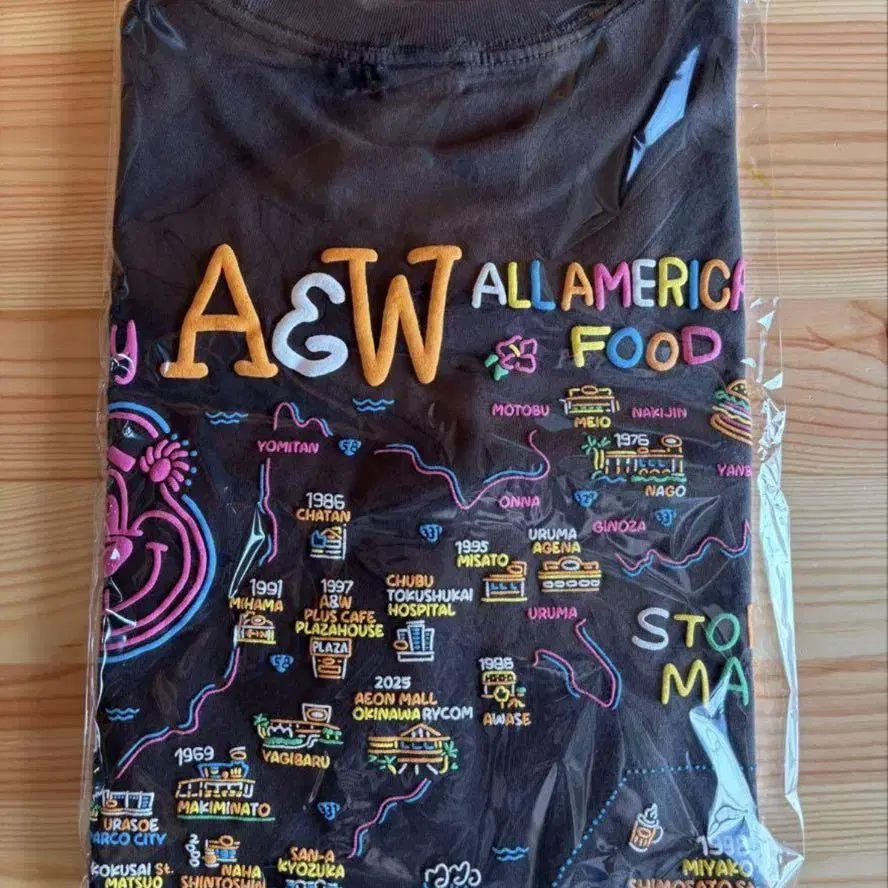 A&W
ALL AMERICA
FOOD
MOTOBU
MEIO
NAKIJIN
YOMITAN
58
1976
NAGO
YANB
1986
CHATAN
ONNA
GINOZA
1995
MISATO
URUMA
AGENA
1991
MIHAMA
1997
A&W
PLUS CAFE
PLAZAHOUSE
PLAZA
CHUBU
TOKUSHUKAI
HOSPITAL
URUMA
STO
MA
58
1986
AWASE
2025
AEON MALL
OKINAWA RYCOM
YAGIBARU
1969
MAKIMINATO
URASOE
PARCO CITY
KOKUSAI St.
MATSUO
NAHA
SHINTOSHIN
SAN-A
KYOZUKA
MIYAKO